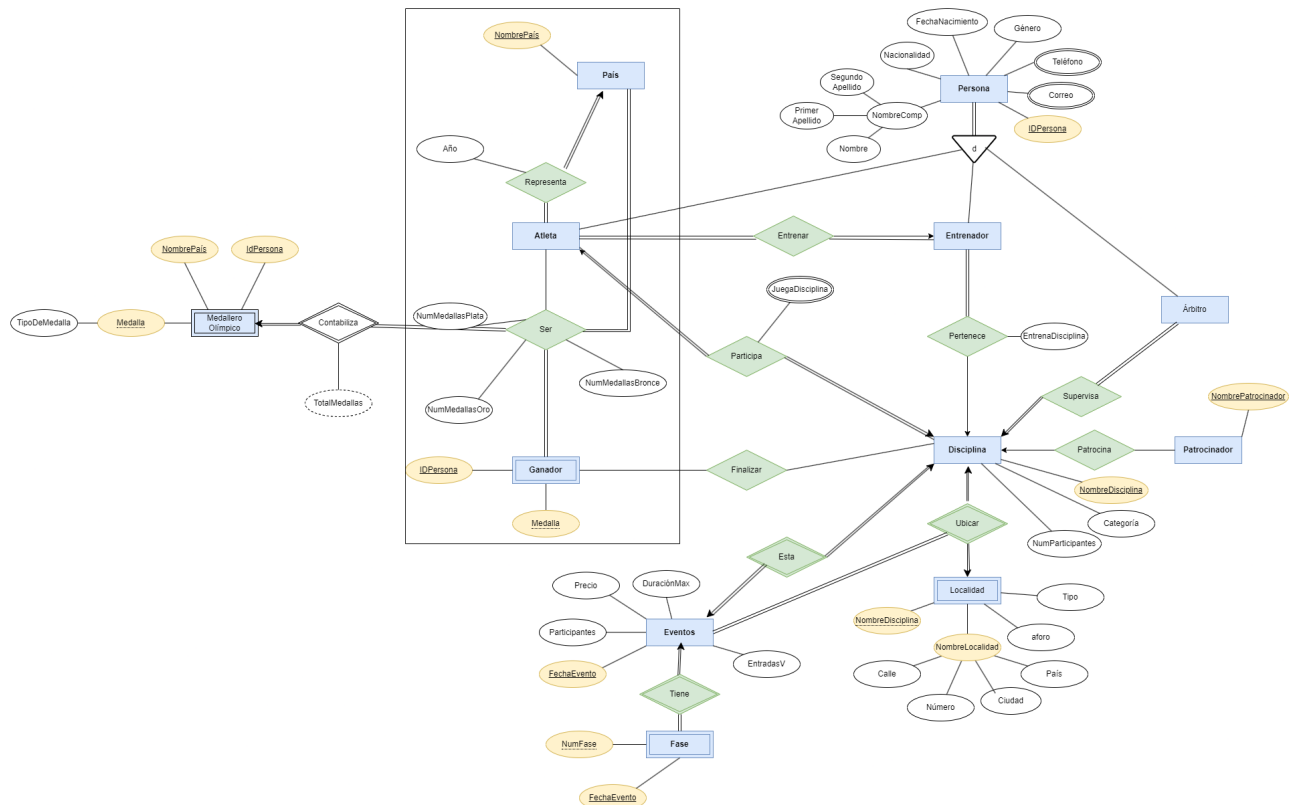 FechaNacimiento
Género
NombrePaís
Nacionalidad
Teléfono
País
Segundo
Apellido
Persona
Correo
Primer
Apellido
NombreComp
IDPersona
Año
Nombre
d
Representa
Atleta
Entrenar
Entrenador
NombrePaís
IdPersona
JuegaDisciplina
Árbitro
TipoDeMedalla
Medalla
Medallero
Olímpico
Contabiliza
NumMedallasPlata
Ser
Participa
Pertenece
EntrenaDisciplina
NumMedallasBronce
TotalMedallas
NumMedallasOro
Supervisa
NombrePatrocinador
IDPersona
Ganador
Finalizar
Disciplina
Patrocina
Patrocinador
NombreDisciplina
Medalla
Ubicar
Categoría
NumParticipantes
Esta
Precio
DuraciònMax
Localidad
Tipo
NombreDisciplina
Participantes
Eventos
aforo
NombreLocalidad
EntradasV
FechaEvento
Calle
País
Tiene
Número
Ciudad
NumFase
Fase
FechaEvento